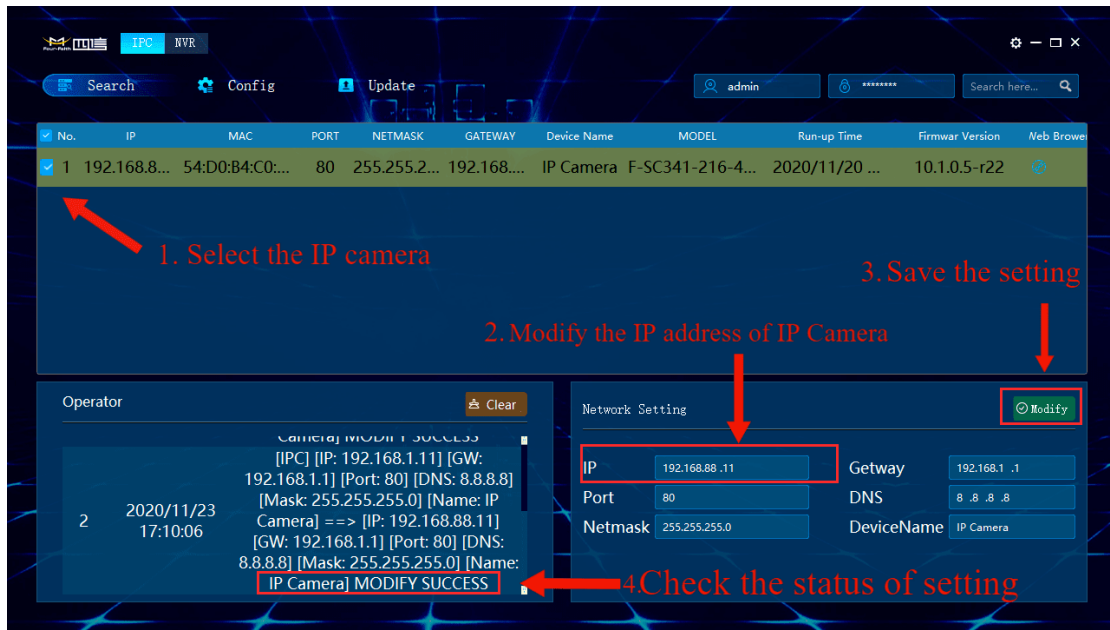 Four-Faith 四信 IPC NVR
Search Config Update admin ******** Search here...
No. IP MAC PORT NETMASK GATEWAY Device Name MODEL Run-up Time Firmwar Version Web Browe
1 192.168.8... 54:D0:B4:C0:... 80 255.255.2... 192.168.... IP Camera F-SC341-216-4... 2020/11/20 ... 10.1.0.5-r22
1. Select the IP camera
3. Save the setting
2. Modify the IP address of IP Camera
Operator Clear
Camera] MODIFY SUCCESS
[IPC] [IP: 192.168.1.11] [GW:
192.168.1.1] [Port: 80] [DNS: 8.8.8.8]
[Mask: 255.255.255.0] [Name: IP
Camera] ==> [IP: 192.168.88.11]
[GW: 192.168.1.1] [Port: 80] [DNS:
8.8.8.8] [Mask: 255.255.255.0] [Name:
IP Camera] MODIFY SUCCESS
2
2020/11/23
17:10:06
Network Setting Modify
IP 192.168.88 .11 Getway 192.168.1 .1
Port 80 DNS 8 .8 .8 .8
Netmask 255.255.255.0 DeviceName IP Camera
4.Check the status of setting